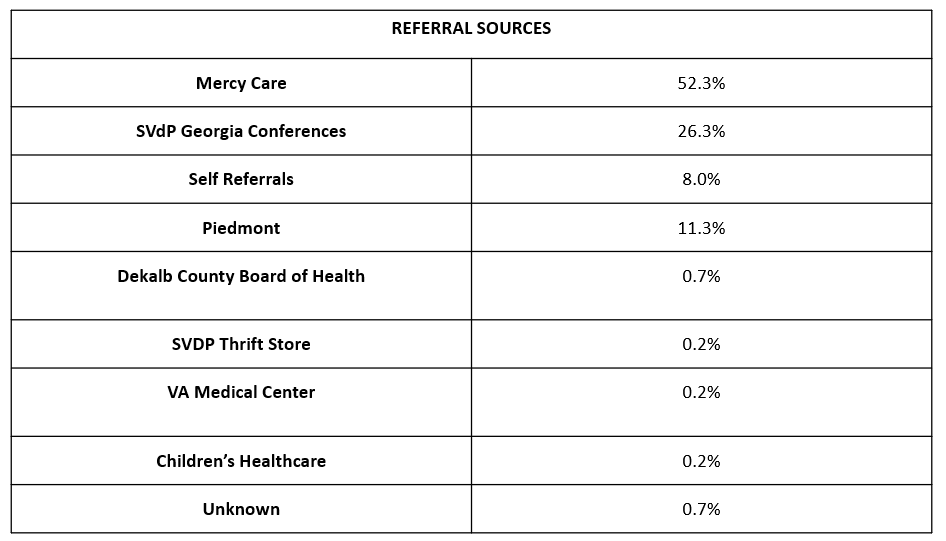 REFERRAL SOURCES
Mercy Care 52.3%
SVdP Georgia Conferences 26.3%
Self Referrals 8.0%
Piedmont 11.3%
Dekalb County Board of Health 0.7%
SVDP Thrift Store 0.2%
VA Medical Center 0.2%
Children’s Healthcare 0.2%
Unknown 0.7%